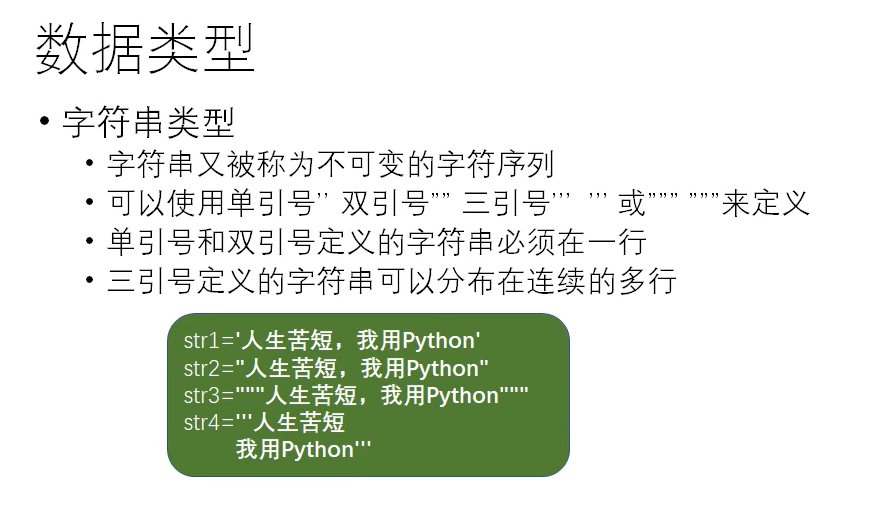 数据类型
• 字符串类型
• 字符串又被称为不可变的字符序列
• 可以使用单引号’’ 双引号”” 三引号’’’ ’’’ 或””” ”””来定义
• 单引号和双引号定义的字符串必须在一行
• 三引号定义的字符串可以分布在连续的多行
str1='人生苦短，我用Python'
str2="人生苦短，我用Python"
str3="""人生苦短，我用Python"""
str4='''人生苦短
我用Python'''